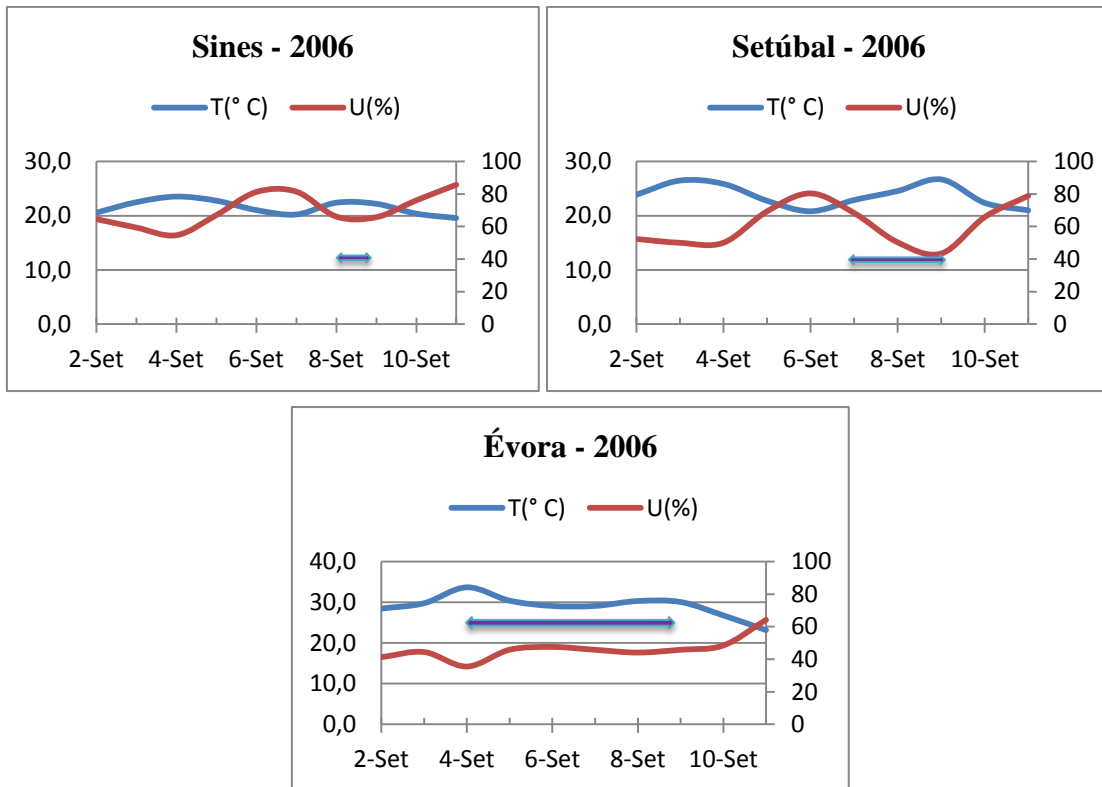 Sines - 2006
T(° C) U(%)
30,0 100
80
20,0 60
10,0 40
20
0,0 0
2-Set 4-Set 6-Set 8-Set 10-Set
Setúbal - 2006
T(° C) U(%)
30,0 100
80
20,0 60
10,0 40
20
0,0 0
2-Set 4-Set 6-Set 8-Set 10-Set
Évora - 2006
T(° C) U(%)
40,0 100
80
30,0 60
20,0 40
10,0 20
0,0 0
2-Set 4-Set 6-Set 8-Set 10-Set